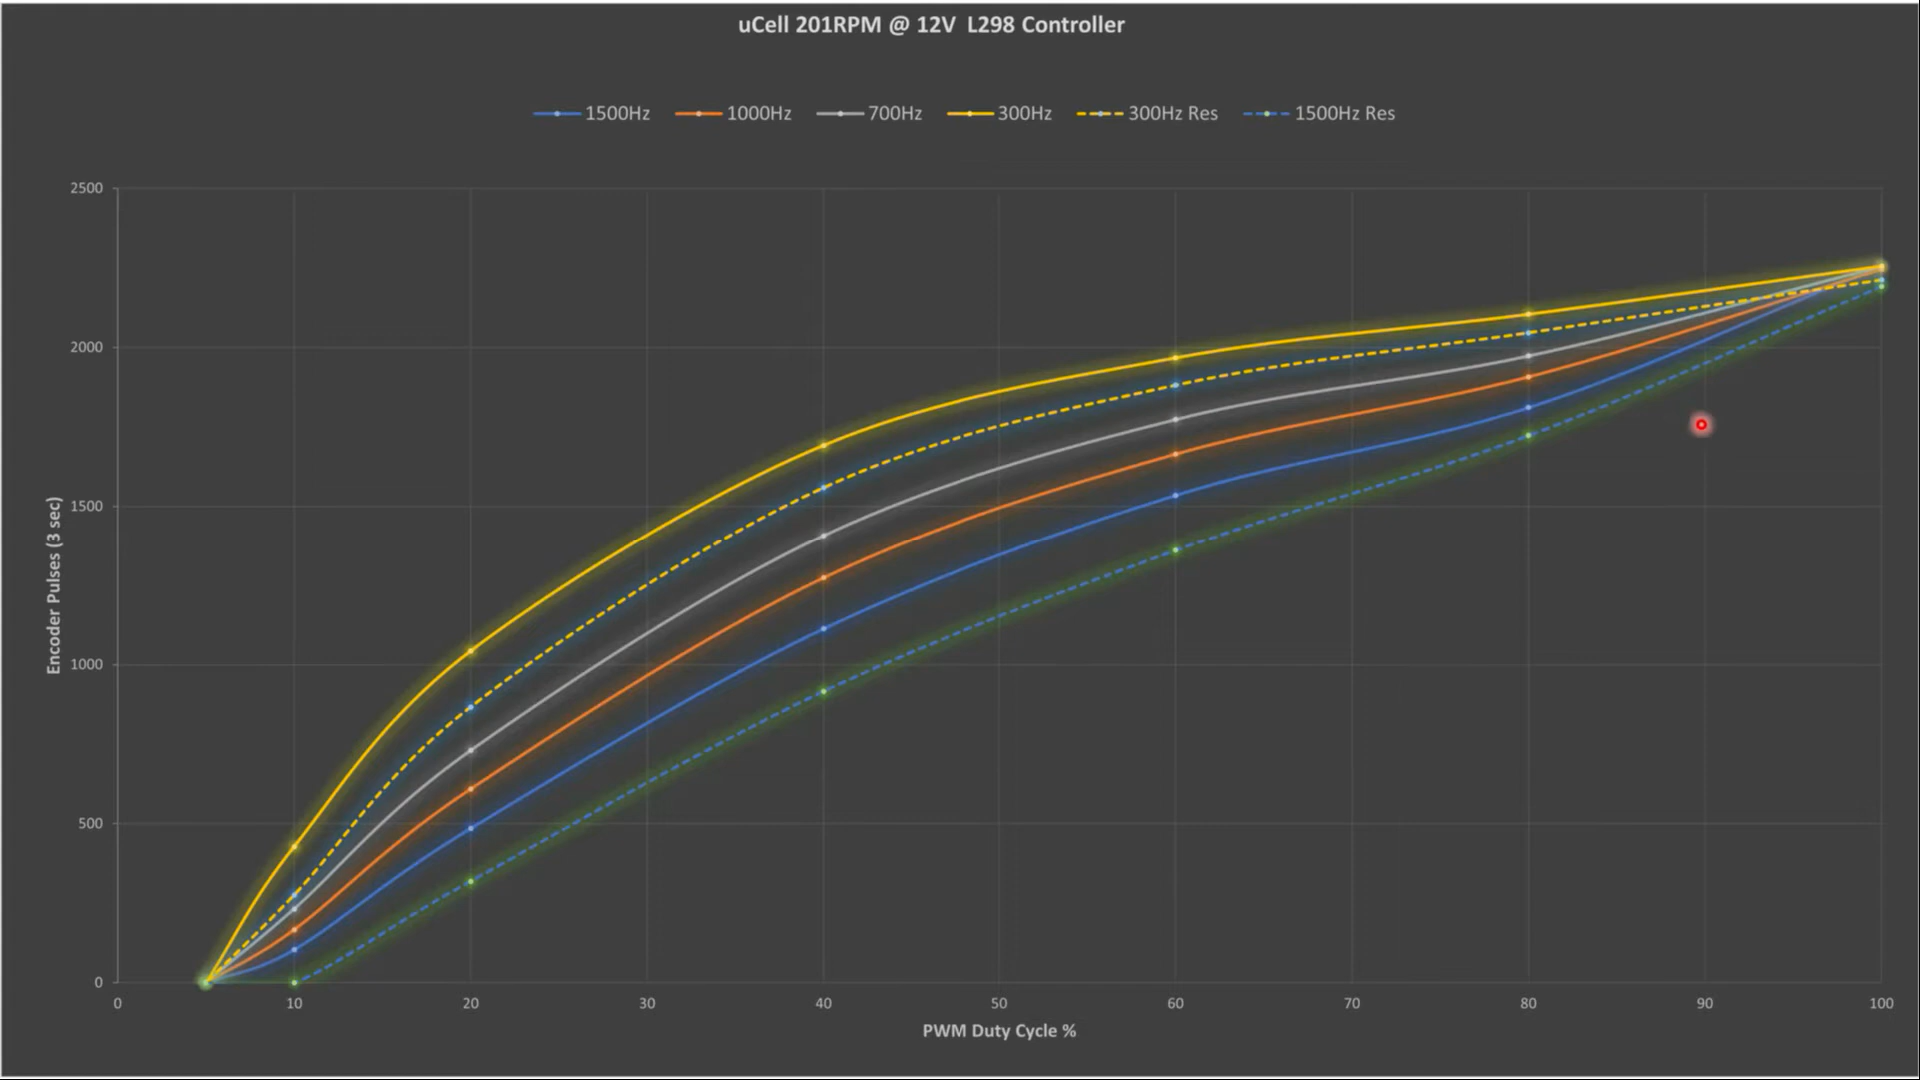 uCell 201RPM @ 12V L298 Controller
1500Hz 1000Hz 700Hz 300Hz 300Hz Res 1500Hz Res
2500
2000
1500
1000
500
0
Encoder Pulses (3 sec)
0 10 20 30 40 50 60 70 80 90 100
PWM Duty Cycle %